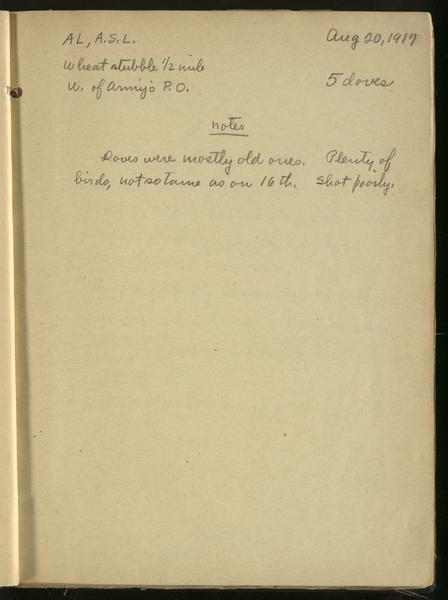 AL, A.S.L. Aug 20, 1917
Wheat stubble 1/2 mile
W. of Armijo P.O. 5 doves
notes
Doves were mostly old ones. Plenty of
birds, not so tame as on 16th. Shot poorly.